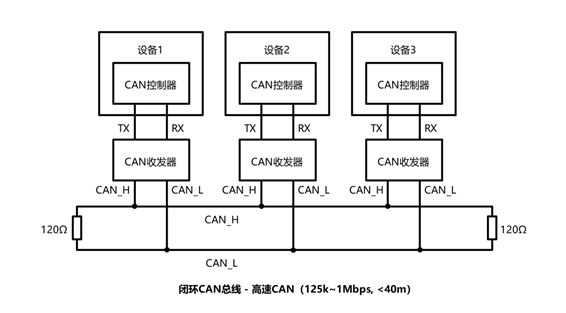 设备1 设备2 设备3
CAN控制器 CAN控制器 CAN控制器
TX RX TX RX TX RX
CAN收发器 CAN收发器 CAN收发器
CAN_H CAN_L CAN_H CAN_L CAN_H CAN_L
CAN_H
120Ω 120Ω
CAN_L
闭环CAN总线 - 高速CAN（125k~1Mbps, <40m）